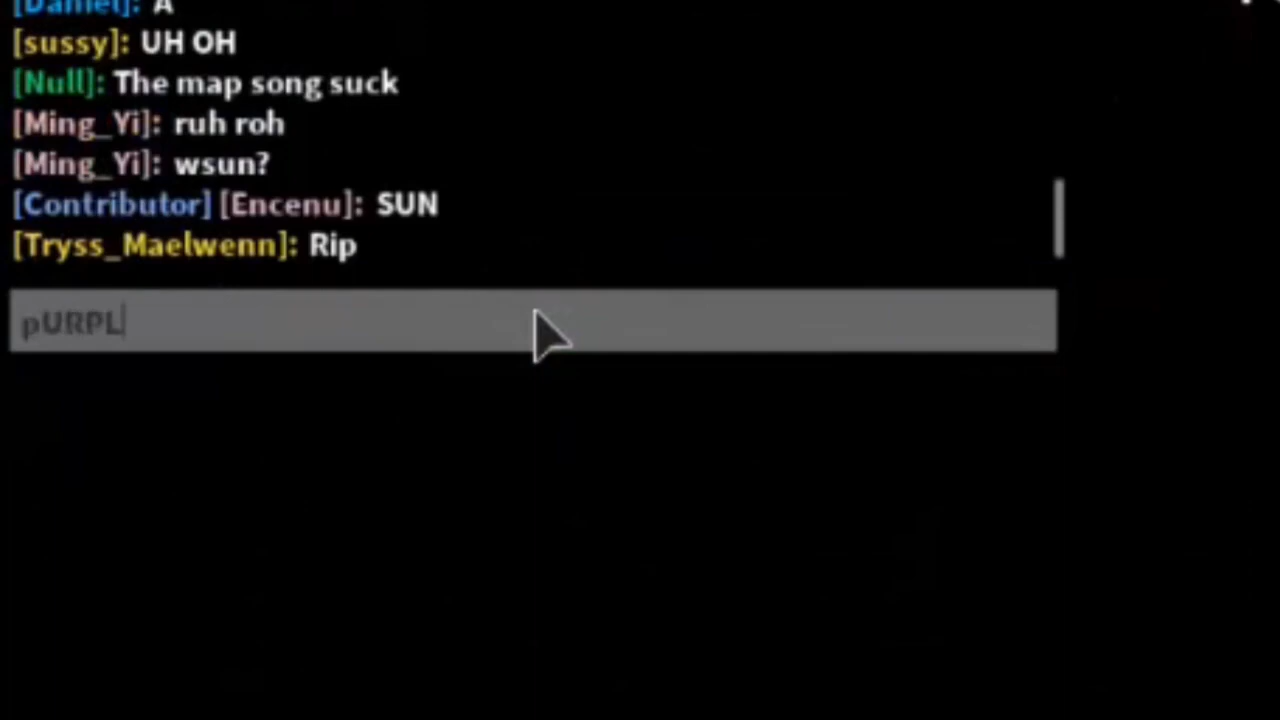 [Daniel]: A
[sussy]: UH OH
[Null]: The map song suck
[Ming_Yi]: ruh roh
[Ming_Yi]: wsun?
[Contributor] [Encenu]: SUN
[Tryss_Maelwenn]: Rip
pURPL